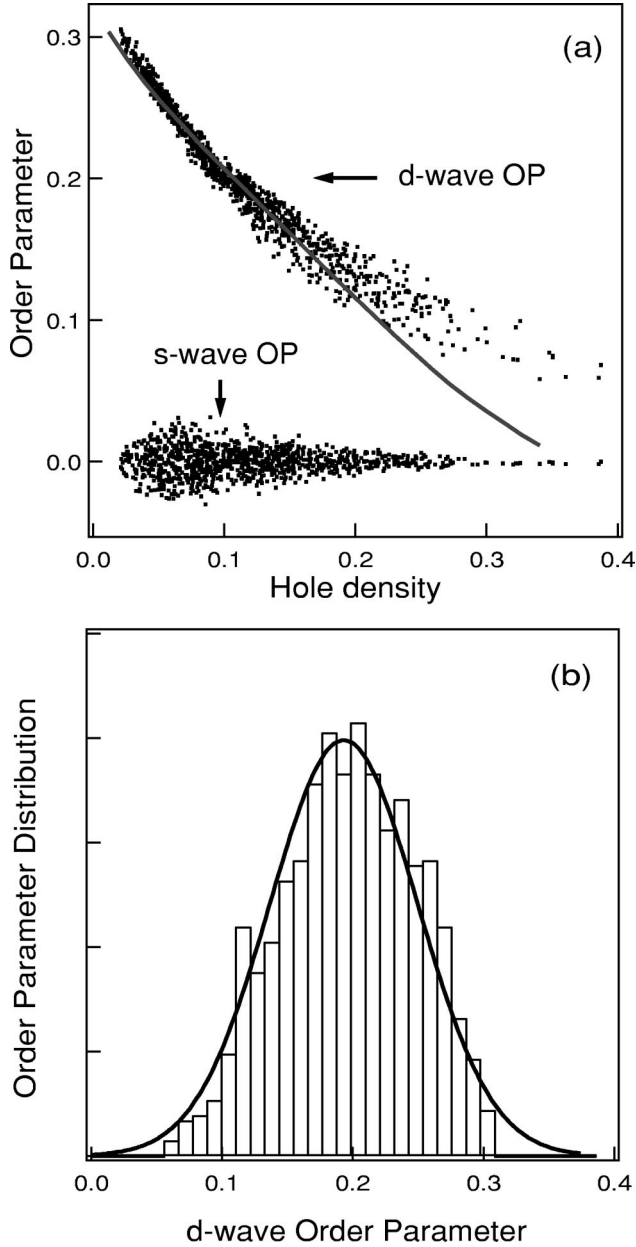 0.3
(a)
0.2
d-wave OP
Order Parameter
0.1
s-wave OP
0.0
0.0
0.1
0.2
0.3
0.4
Hole density
(b)
Order Parameter Distribution
0.0
0.1
0.2
0.3
0.4
d-wave Order Parameter